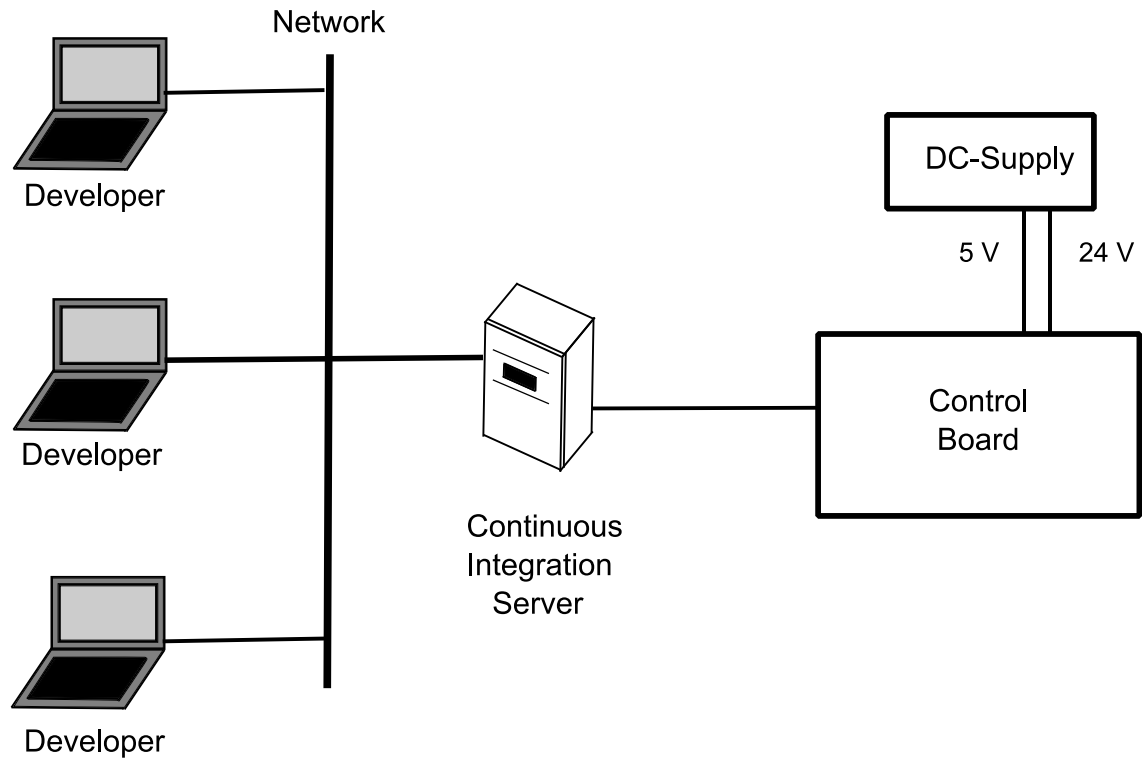 Network
Developer
DC-Supply
5 V
24 V
Developer
Control
Board
Continuous
Integration
Server
Developer